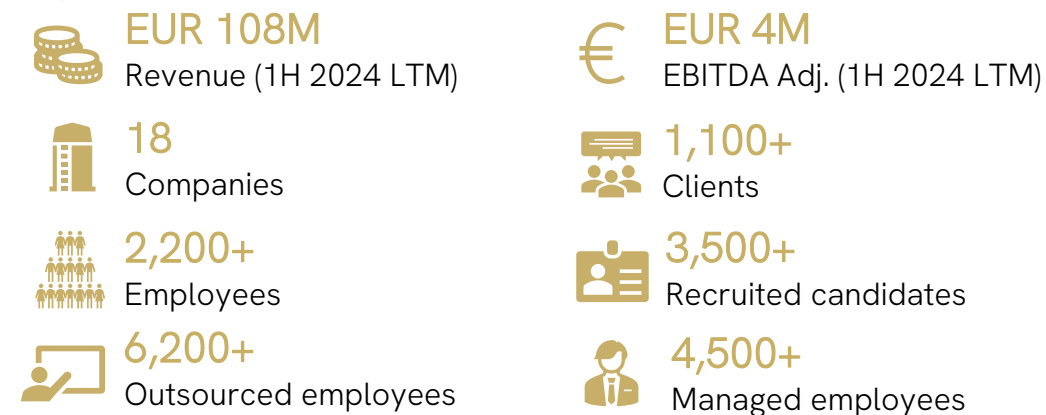 EUR 108M
Revenue (1H 2024 LTM)
EUR 4M
EBITDA Adj. (1H 2024 LTM)
18
Companies
1,100+
Clients
2,200+
Employees
3,500+
Recruited candidates
6,200+
Outsourced employees
4,500+
Managed employees